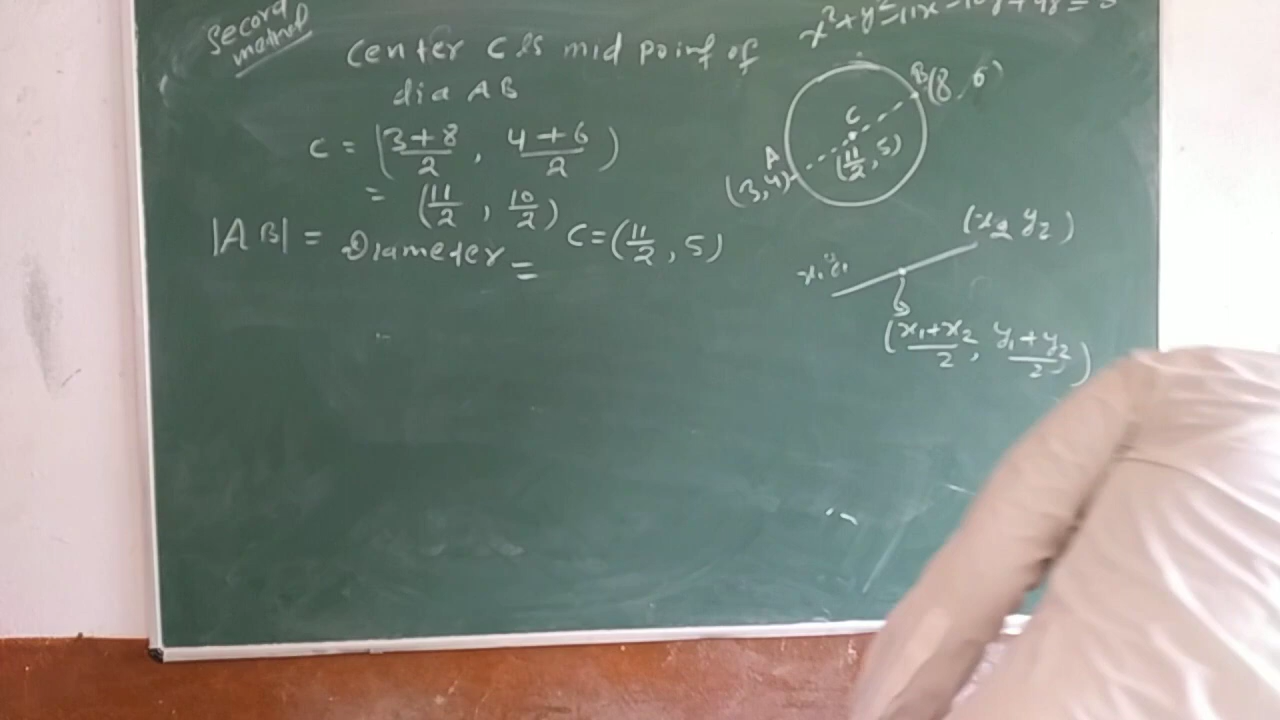 second
method
x²+y²-11x-10y+48=0
center C is mid point of
dia AB
C = (3+8/2, 4+6/2)
= (11/2, 10/2)
|AB| = Diameter =
C=(11/2, 5)
B(8, 6)
C
(11/2, 5)
A
(3,4)
(x2 y2)
x1 y1
(x1+x2/2, y1+y2/2)